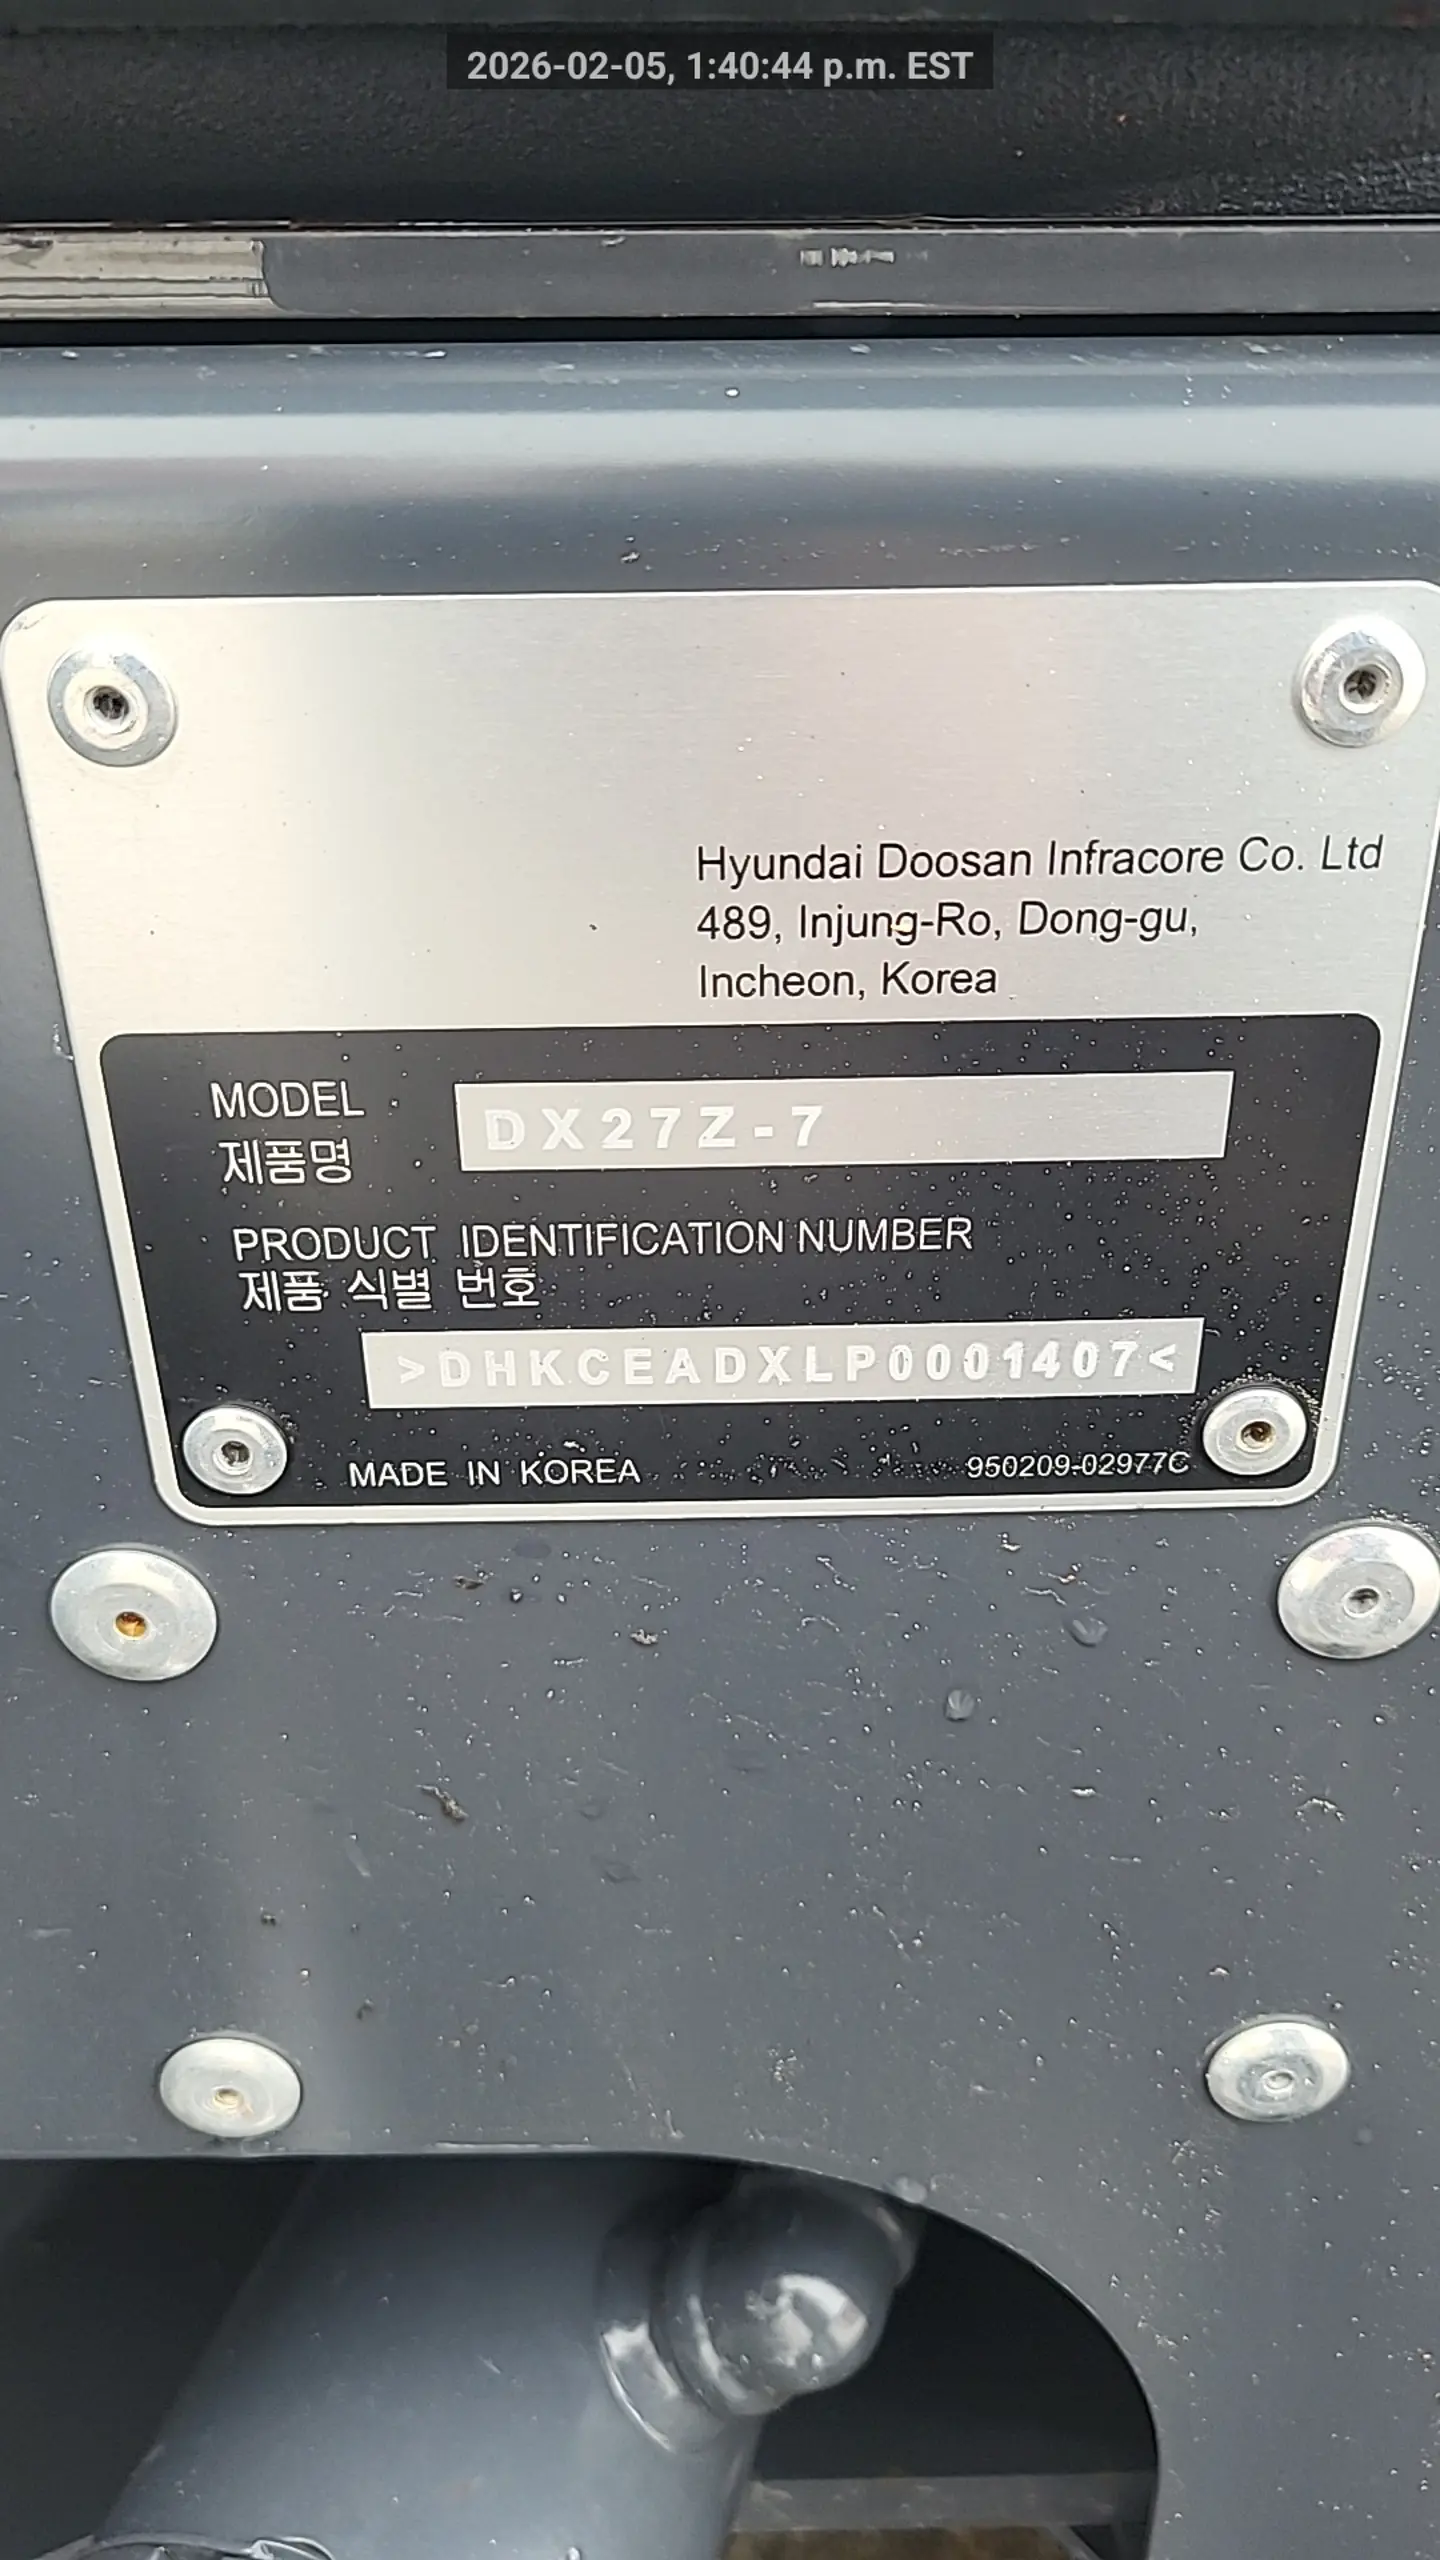 2026-02-05, 1:40:44 p.m. EST
Hyundai Doosan Infracore Co. Ltd
489, Injung-Ro, Dong-gu,
Incheon, Korea
MODEL DX27Z-7
제품명
PRODUCT IDENTIFICATION NUMBER
제품 식별 번호
>DHKCEADXLP0001407<
MADE IN KOREA 950209-02977C